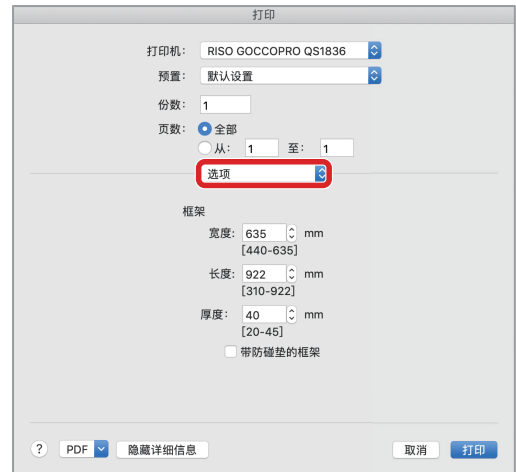 打印
打印机: RISO GOCCOPRO QS1836
预置: 默认设置
份数: 1
页数: 全部
从: 1 至: 1
选项
框架
宽度: 635 mm
[440-635]
长度: 922 mm
[310-922]
厚度: 40 mm
[20-45]
带防碰垫的框架
? PDF 隐藏详细信息 取消 打印